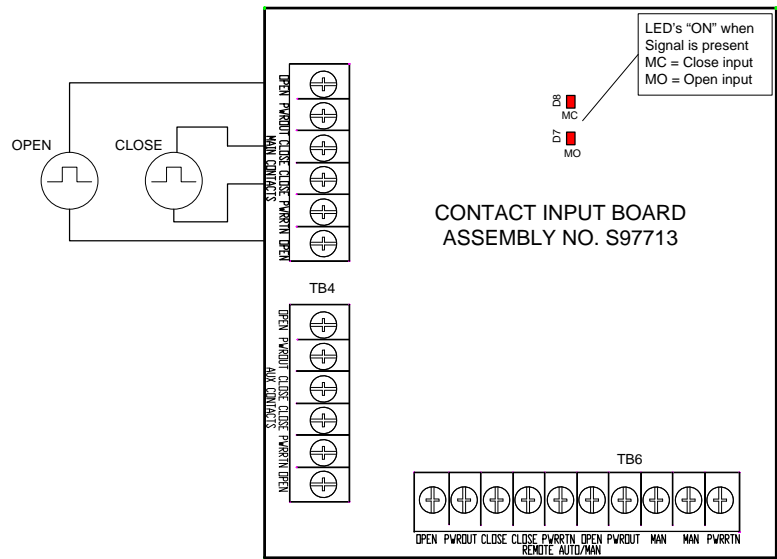 LED's “ON” when
Signal is present
MC = Close input
MO = Open input
D8
MC
D7
MO
OPEN
CLOSE
OPEN PWROUT CLOSE CLOSE PWRRTN OPEN
MAIN CONTACTS
CONTACT INPUT BOARD
ASSEMBLY NO. S97713
TB4
OPEN PWROUT CLOSE CLOSE PWRRTN OPEN
AUX CONTACTS
TB6
OPEN PWROUT CLOSE CLOSE PWRRTN OPEN PWROUT MAN MAN PWRRTN
REMOTE AUTO/MAN